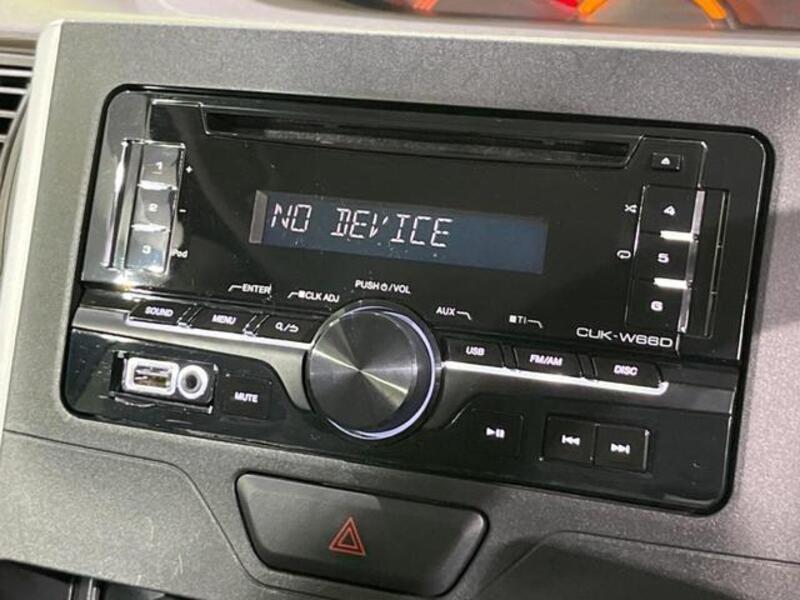 1
+
2
-
3
iPod
NO DEVICE
4
5
6
ENTER
CLK ADJ
PUSH /VOL
AUX
TI
CUK-W66D
SOUND
MENU
USB
FM/AM
DISC
MUTE